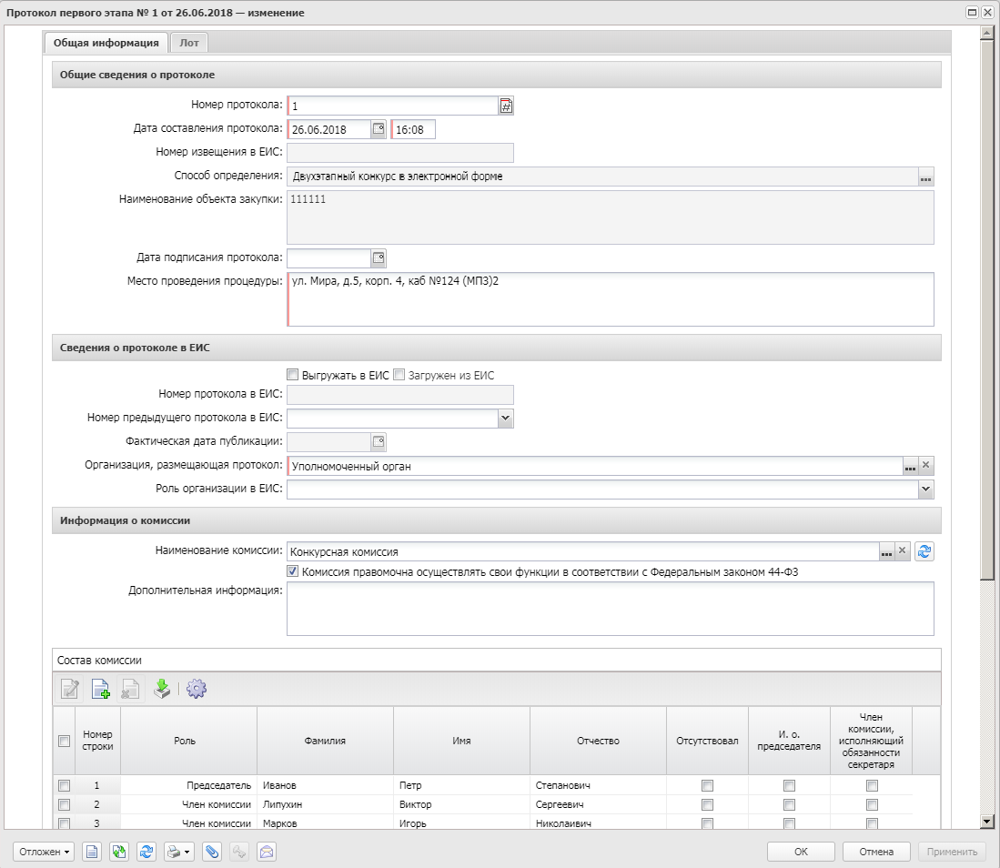 Протокол первого этапа № 1 от 26.06.2018 — изменение
Общая информация Лот
Общие сведения о протоколе
Номер протокола: 1
Дата составления протокола: 26.06.2018 16:08
Номер извещения в ЕИС:
Способ определения: Двухэтапный конкурс в электронной форме
Наименование объекта закупки: 111111
Дата подписания протокола:
Место проведения процедуры: ул. Мира, д.5, корп. 4, каб №124 (МПЗ)2
Сведения о протоколе в ЕИС
Выгружать в ЕИС Загружен из ЕИС
Номер протокола в ЕИС:
Номер предыдущего протокола в ЕИС:
Фактическая дата публикации:
Организация, размещающая протокол: Уполномоченный орган
Роль организации в ЕИС:
Информация о комиссии
Наименование комиссии: Конкурсная комиссия
Комиссия правомочна осуществлять свои функции в соответствии с Федеральным законом 44-ФЗ
Дополнительная информация:
Состав комиссии
Номер строки Роль Фамилия Имя Отчество Отсутствовал И. о. председателя Член комиссии, исполняющий обязанности секретаря
1 Председатель Иванов Петр Степанович
2 Член комиссии Липухин Виктор Сергеевич
3 Член комиссии Марков Игорь Николаивич
Отложен ОК Отмена Применить